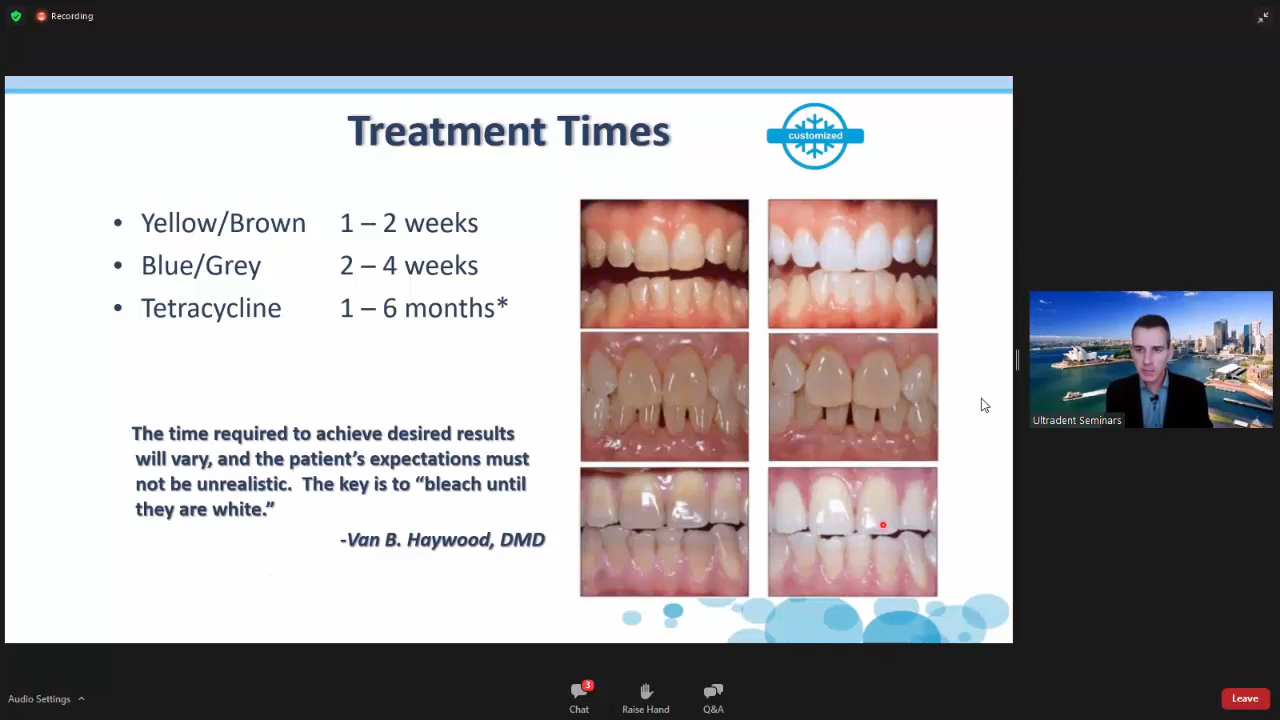 Recording
Treatment Times
customized
• Yellow/Brown 1 – 2 weeks
• Blue/Grey 2 – 4 weeks
• Tetracycline 1 – 6 months*
The time required to achieve desired results
will vary, and the patient's expectations must
not be unrealistic. The key is to “bleach until
they are white.”
-Van B. Haywood, DMD
Ultradent Seminars
Audio Settings
3
Chat
Raise Hand
Q&A
Leave